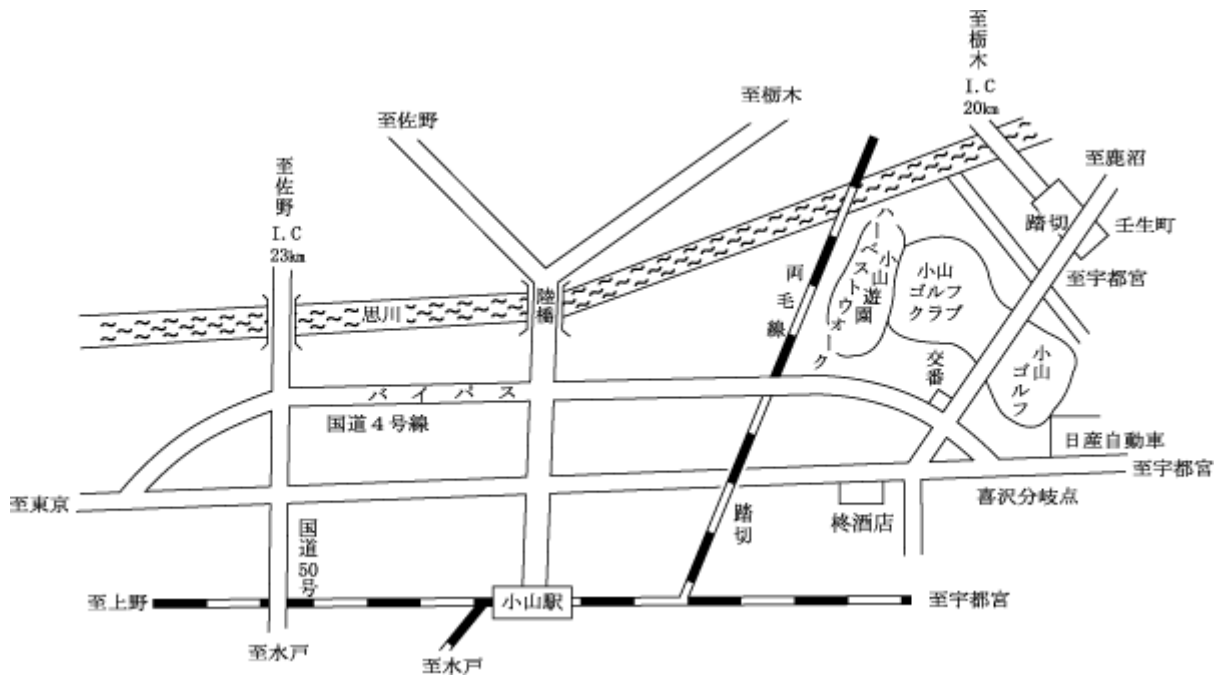 至栃木
I.C
20㎞
至栃木
至佐野
至鹿沼
至佐野
I.C
23㎞
踏切
壬生町
至宇都宮
ハーベストウオーク
小山遊園
小山
ゴルフ
クラブ
両毛線
陸橋
思川
交番
小山
ゴルフ
バイパス
国道4号線
日産自動車
至宇都宮
喜沢分岐点
至東京
柊酒店
踏切
国道50号
至上野
小山駅
至宇都宮
至水戸
至水戸